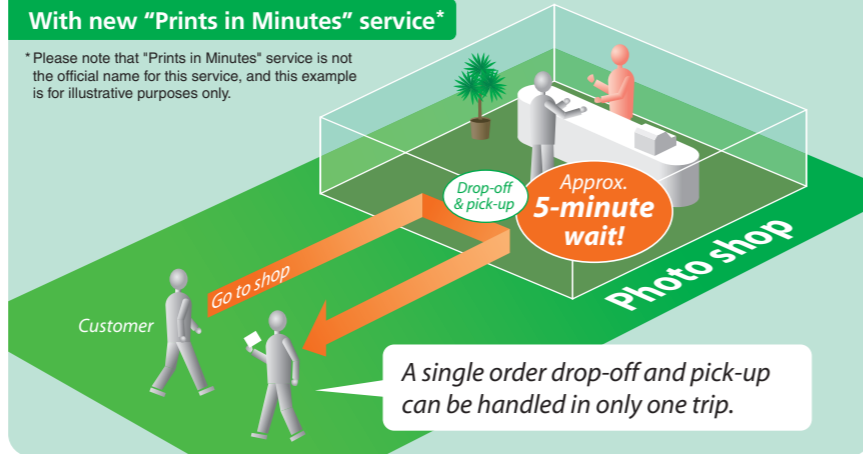 With new “Prints in Minutes” service*
* Please note that "Prints in Minutes" service is not
the official name for this service, and this example
is for illustrative purposes only.
Drop-off
& pick-up
Approx.
5-minute
wait!
Photo shop
Go to shop
Customer
A single order drop-off and pick-up
can be handled in only one trip.